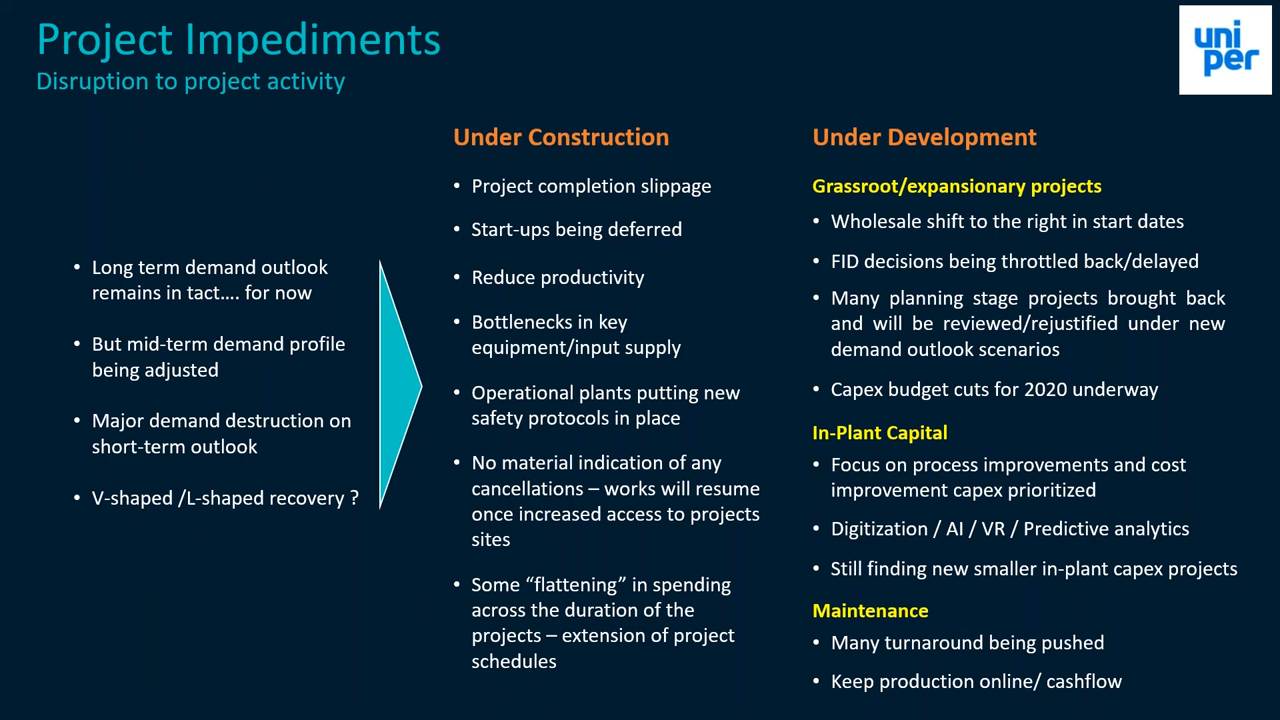 Project Impediments
Disruption to project activity
uni
per
• Long term demand outlook
remains in tact.... for now
• But mid-term demand profile
being adjusted
• Major demand destruction on
short-term outlook
• V-shaped /L-shaped recovery ?
Under Construction
• Project completion slippage
• Start-ups being deferred
• Reduce productivity
• Bottlenecks in key
equipment/input supply
• Operational plants putting new
safety protocols in place
• No material indication of any
cancellations – works will resume
once increased access to projects
sites
• Some “flattening” in spending
across the duration of the
projects – extension of project
schedules
Under Development
Grassroot/expansionary projects
• Wholesale shift to the right in start dates
• FID decisions being throttled back/delayed
• Many planning stage projects brought back
and will be reviewed/rejustified under new
demand outlook scenarios
• Capex budget cuts for 2020 underway
In-Plant Capital
• Focus on process improvements and cost
improvement capex prioritized
• Digitization / AI / VR / Predictive analytics
• Still finding new smaller in-plant capex projects
Maintenance
• Many turnaround being pushed
• Keep production online/ cashflow